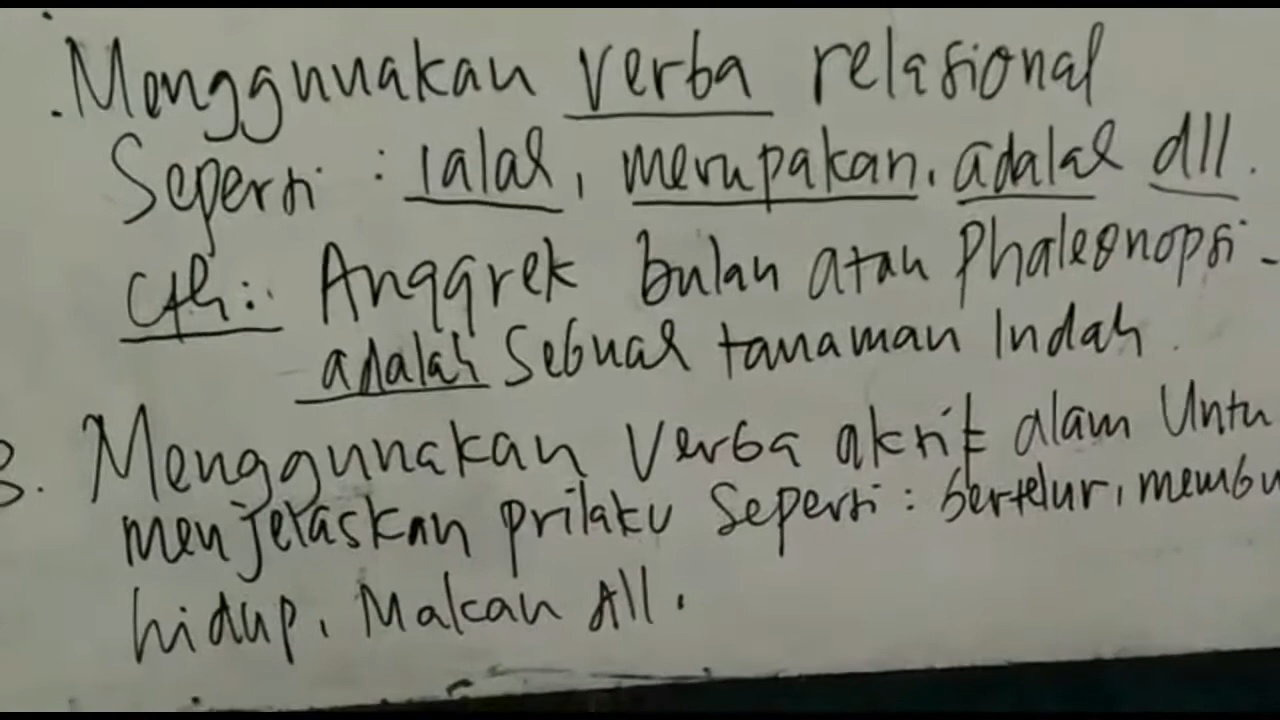 . Menggunakan verba relasional
Seperti : ialah, merupakan, adalah dll.
Cth : Anggrek bulan atau Phaleonopsi -
adalah Sebuah tanaman Indah.
3. Menggunakan Verba aktif alam Untu
menjelaskan prilaku Seperti : bertelur, membu
hidup, Makan dll.